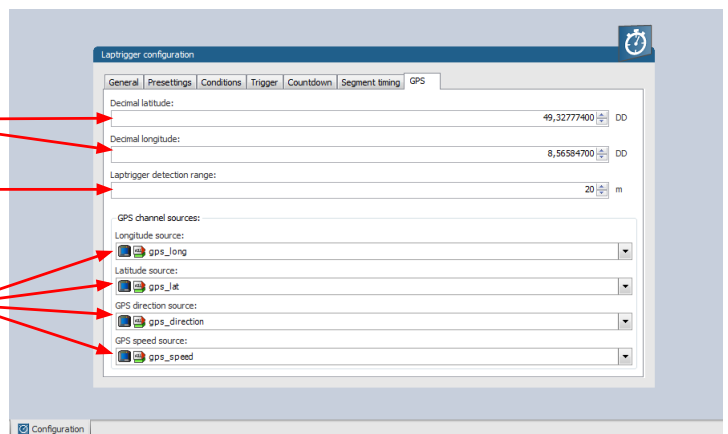 Laptrigger configuration
General Presettings Conditions Trigger Countdown Segment timing GPS
Decimal latitude:
49,32777400 DD
Decimal longitude:
8,56584700 DD
Laptrigger detection range:
20 m
GPS channel sources:
Longitude source:
gps_long
Latitude source:
gps_lat
GPS direction source:
gps_direction
GPS speed source:
gps_speed
Configuration